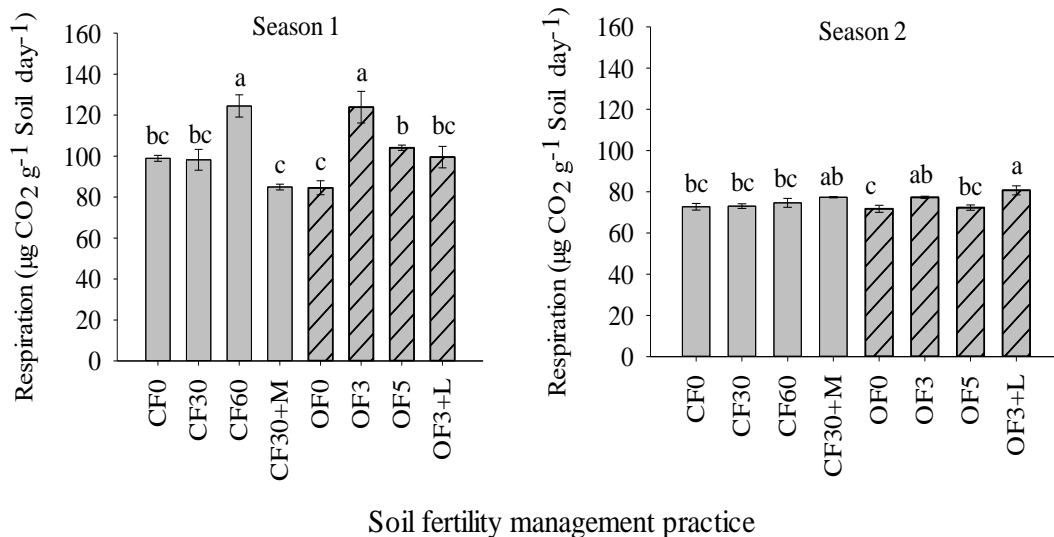 Season 1
Respiration (µg CO2 g-1 Soil day-1)
160
140
120
100
80
60
40
20
0
bc
bc
a
c
c
a
b
bc
CF0
CF30
CF60
CF30+M
OF0
OF3
OF5
OF3+L
Season 2
Respiration (µg CO2 g-1 Soil day-1)
160
140
120
100
80
60
40
20
0
bc
bc
bc
ab
c
ab
bc
a
CF0
CF30
CF60
CF30+M
OF0
OF3
OF5
OF3+L
Soil fertility management practice